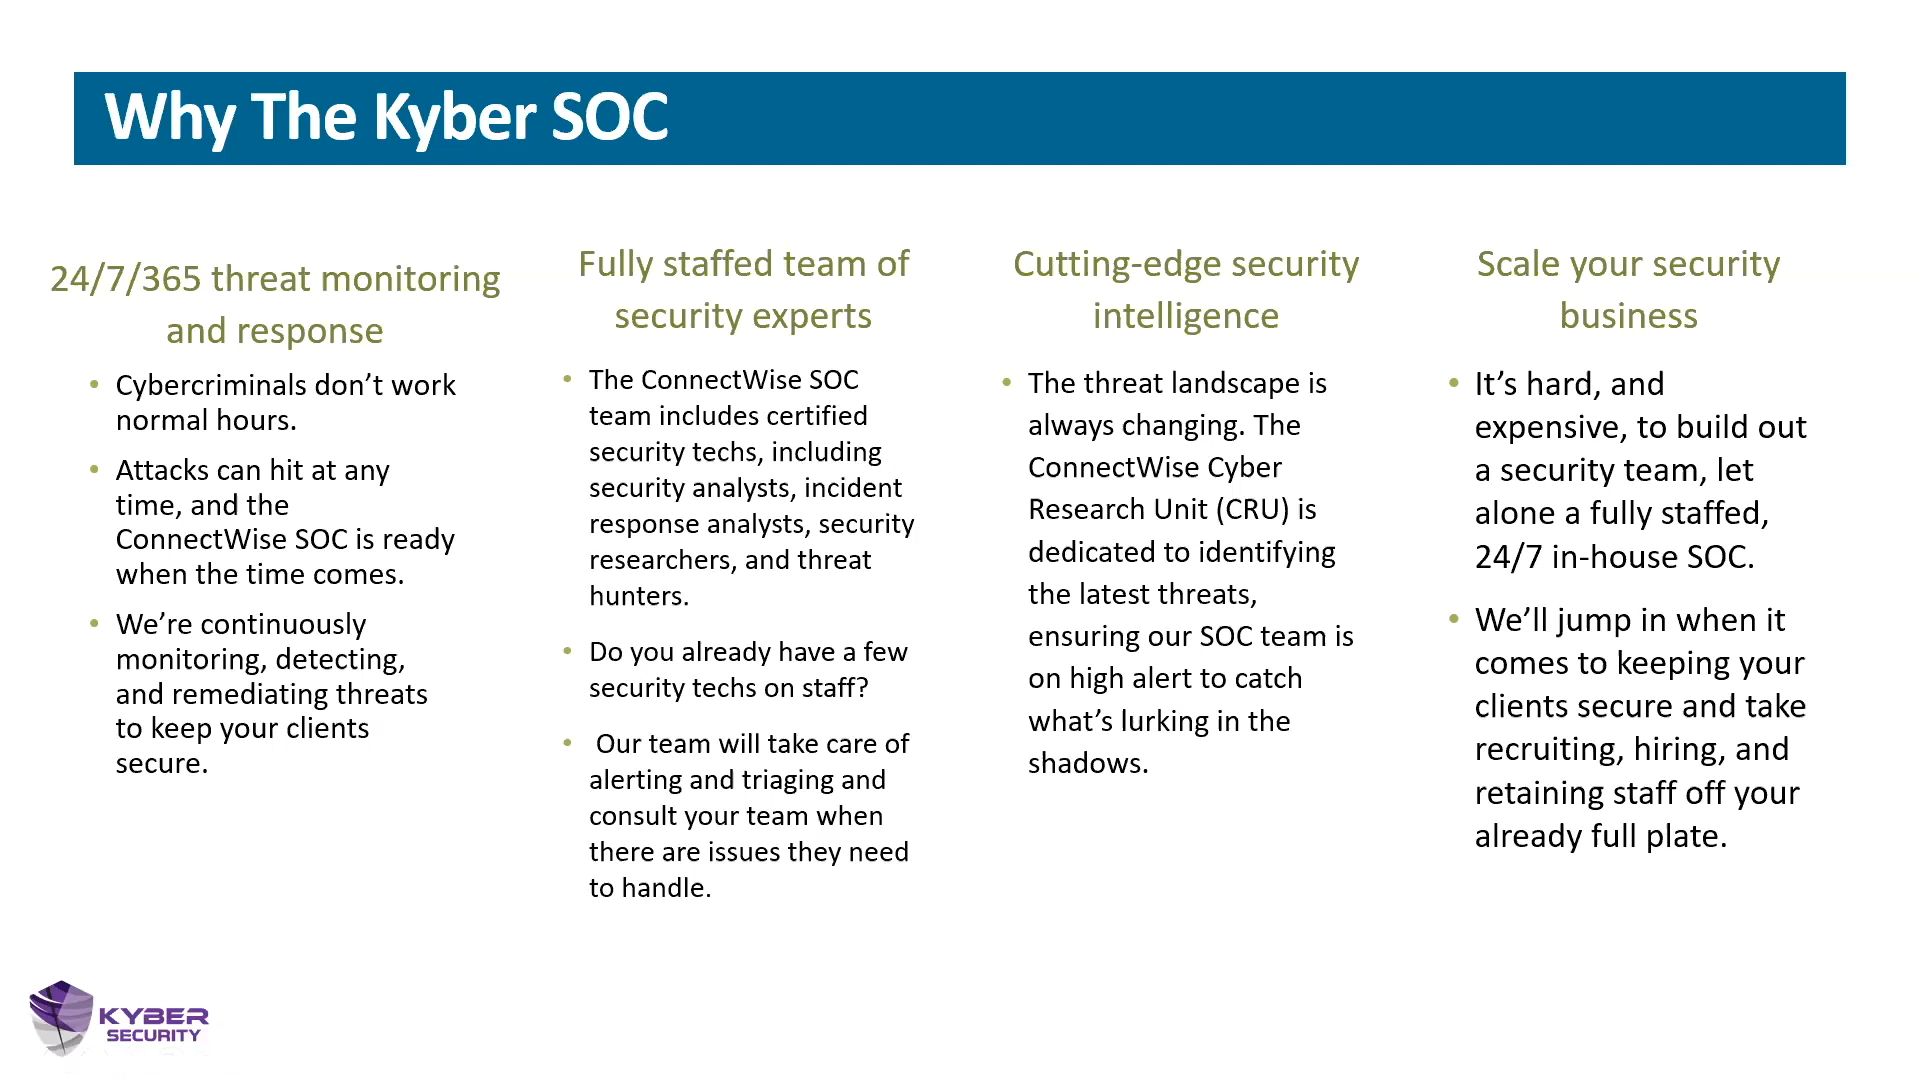 Why The Kyber SOC
24/7/365 threat monitoring
and response
• Cybercriminals don’t work
normal hours.
• Attacks can hit at any
time, and the
ConnectWise SOC is ready
when the time comes.
• We’re continuously
monitoring, detecting,
and remediating threats
to keep your clients
secure.
Fully staffed team of
security experts
• The ConnectWise SOC
team includes certified
security techs, including
security analysts, incident
response analysts, security
researchers, and threat
hunters.
• Do you already have a few
security techs on staff?
• Our team will take care of
alerting and triaging and
consult your team when
there are issues they need
to handle.
Cutting-edge security
intelligence
• The threat landscape is
always changing. The
ConnectWise Cyber
Research Unit (CRU) is
dedicated to identifying
the latest threats,
ensuring our SOC team is
on high alert to catch
what’s lurking in the
shadows.
Scale your security
business
• It’s hard, and
expensive, to build out
a security team, let
alone a fully staffed,
24/7 in-house SOC.
• We’ll jump in when it
comes to keeping your
clients secure and take
recruiting, hiring, and
retaining staff off your
already full plate.
KYBER
SECURITY